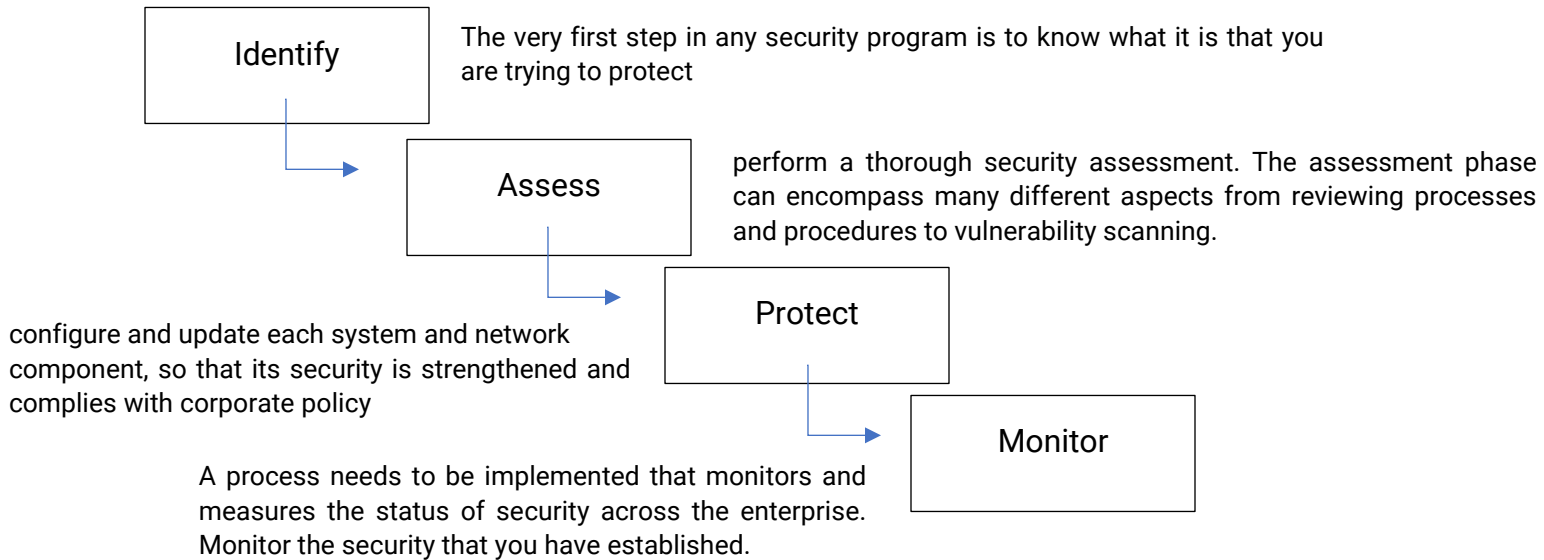 Identify
The very first step in any security program is to know what it is that you
are trying to protect
Assess
perform a thorough security assessment. The assessment phase
can encompass many different aspects from reviewing processes
and procedures to vulnerability scanning.
Protect
configure and update each system and network
component, so that its security is strengthened and
complies with corporate policy
Monitor
A process needs to be implemented that monitors and
measures the status of security across the enterprise.
Monitor the security that you have established.